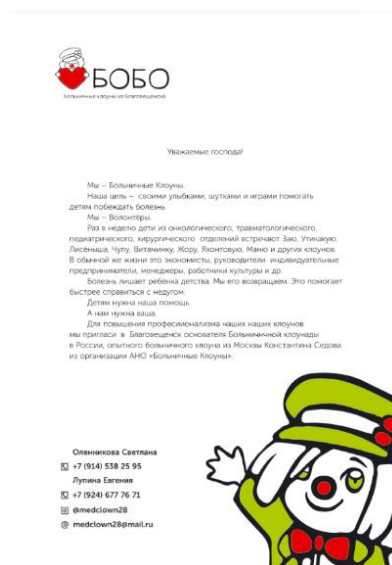 БОБО
Больничные клоуны из Благовещенска
Уважаемые господа!
Мы – Больничные Клоуны.
Наша цель – своими улыбками, шутками и играми помогать
детям побеждать болезнь
Мы – Волонтёры.
Раз в неделю дети из онкологического, травматологического,
педиатрического, хирургического отделений встречают Заю, Утикакую,
Лисёныша, Чупу, Витаминку, Жору, Яхонтовую, Маню и других клоунов.
В обычной же жизни это экономисты, руководители индивидуальные
предприниматели, менеджеры, работники культуры и др.
Болезнь лишает ребёнка детства. Мы его возвращаем. Это помогает
быстрее справиться с недугом.
Детям нужна наша помощь
А нам нужна ваша.
Для повышения профессионализма наших наших клоунов
мы пригласи в Благовещенск основателя Больничной клоунады
в России, опытного больничного клоуна из Москвы Константина Седова
из организации АНО «Больничные Клоуны».
Оленникова Светлана
+7 (914) 538 25 95
Лупина Евгения
+7 (924) 677 76 71
@medclown28
@ medclown28@mail.ru